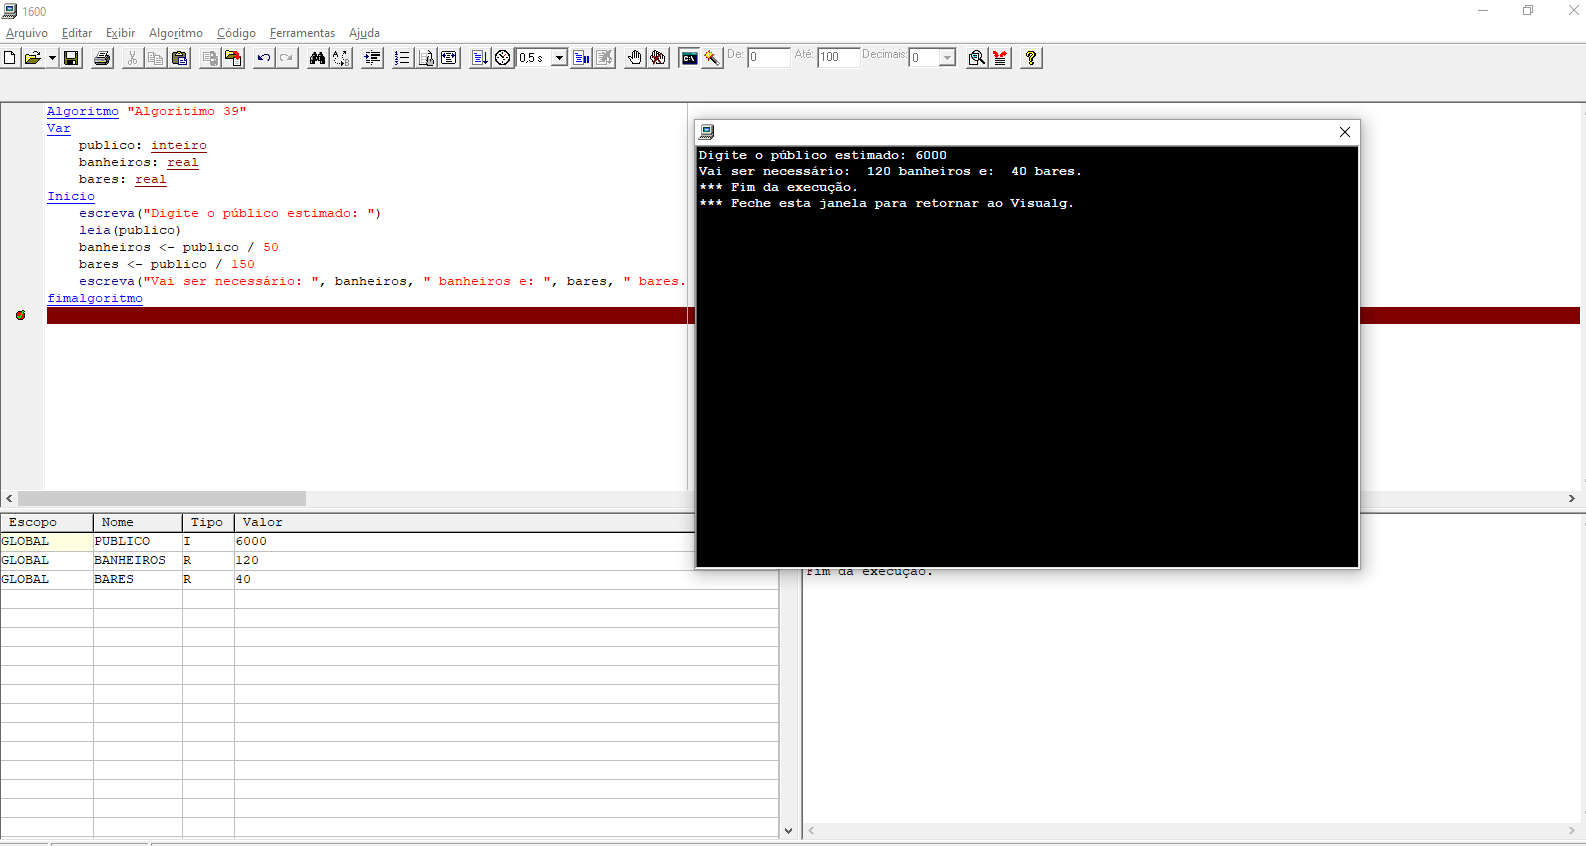 1600
Arquivo Editar Exibir Algoritmo Código Ferramentas Ajuda
0,5 s De: 0 Até: 100 Decimais: 0
Algoritmo "Algoritimo 39"
Var
publico: inteiro
banheiros: real
bares: real
Inicio
escreva("Digite o público estimado: ")
leia(publico)
banheiros <- publico / 50
bares <- publico / 150
escreva("Vai ser necessário: ", banheiros, " banheiros e: ", bares, " bares.
fimalgoritmo
Digite o público estimado: 6000
Vai ser necessário:  120 banheiros e:  40 bares.
*** Fim da execução.
*** Feche esta janela para retornar ao Visualg.
Escopo Nome Tipo Valor
GLOBAL PUBLICO I 6000
GLOBAL BANHEIROS R 120
GLOBAL BARES R 40
Fim da execução.